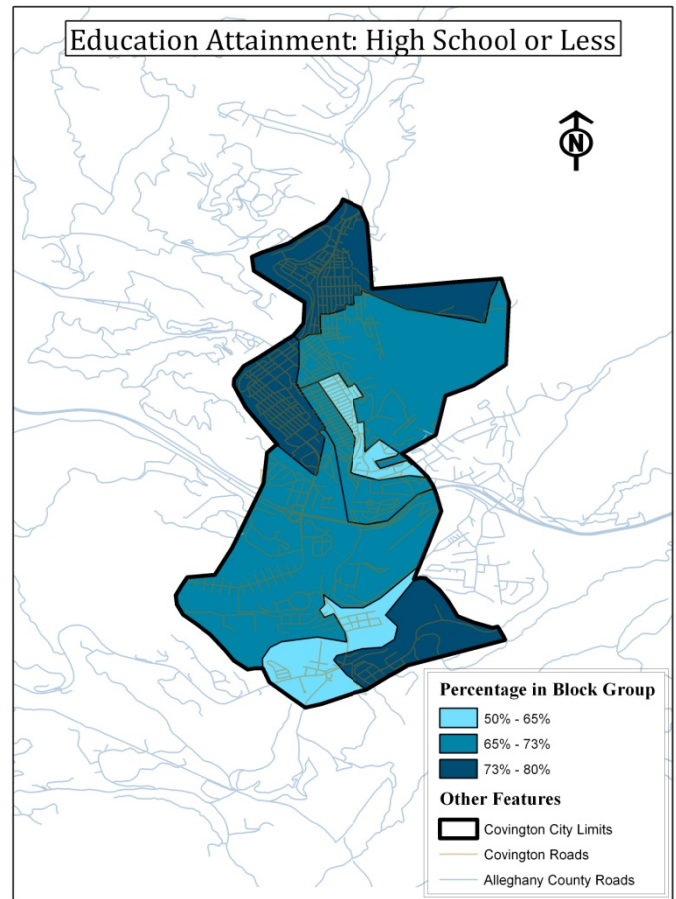 Education Attainment: High School or Less
N
Percentage in Block Group
50% - 65%
65% - 73%
73% - 80%
Other Features
Covington City Limits
Covington Roads
Alleghany County Roads